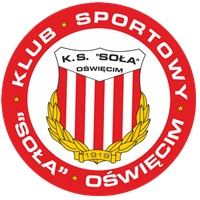 KLUB SPORTOWY
"SOŁA" OŚWIĘCIM
K.S. "SOŁA"
OŚWIĘCIM
1919